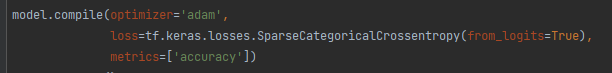 model.compile(optimizer='adam',
              loss=tf.keras.losses.SparseCategoricalCrossentropy(from_logits=True),
              metrics=['accuracy'])